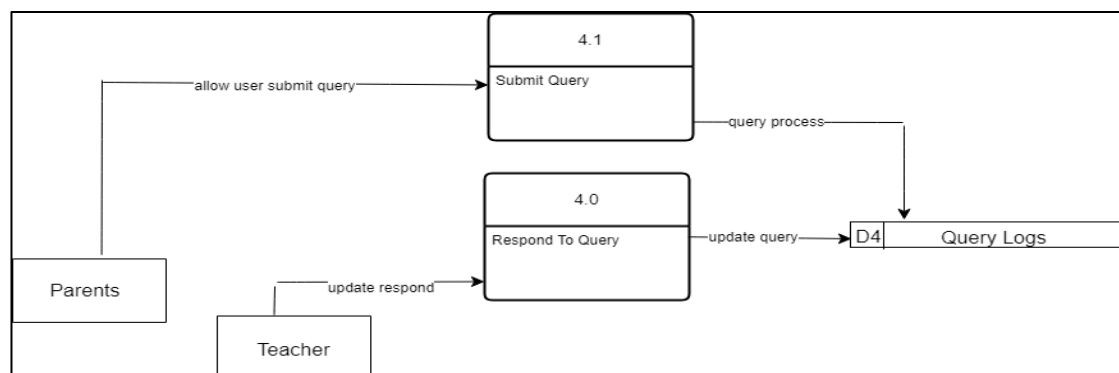 4.1
Submit Query
allow user submit query
query process
4.0
Respond To Query
update query
D4 Query Logs
Parents
update respond
Teacher